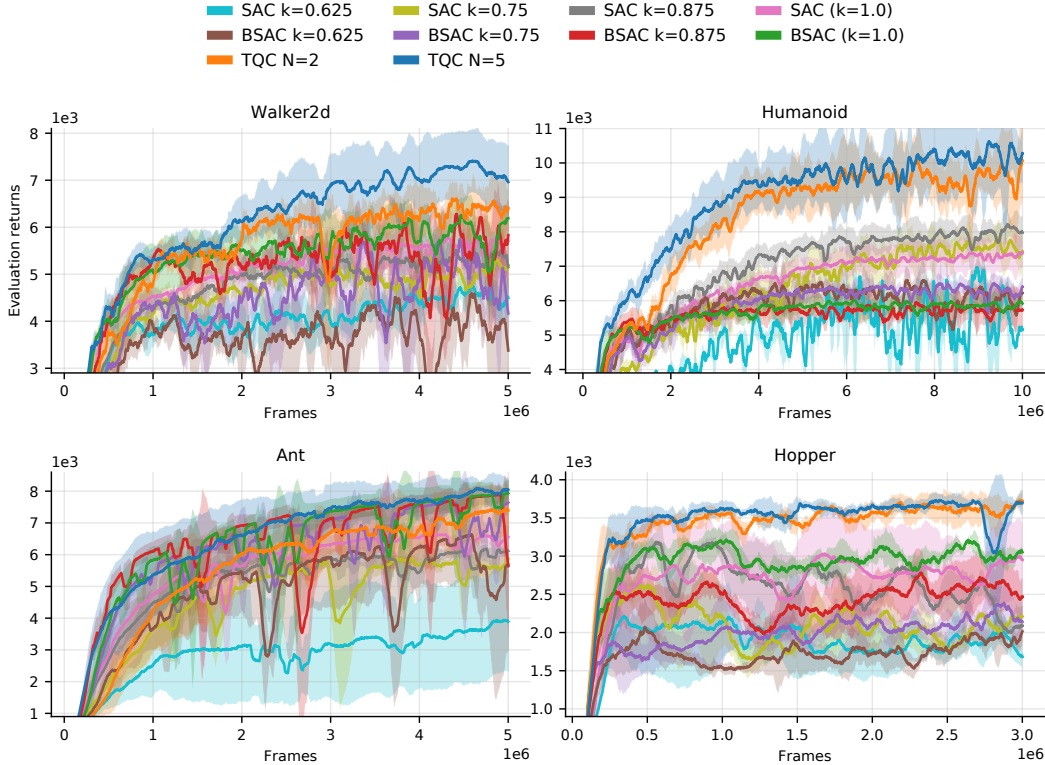 SAC k=0.625 SAC k=0.75 SAC k=0.875 SAC (k=1.0)
BSAC k=0.625 BSAC k=0.75 BSAC k=0.875 BSAC (k=1.0)
TQC N=2 TQC N=5
Walker2d
1e3
8
7
6
5
4
3
Evaluation returns
0 1 2 3 4 5
Frames
1e6
Humanoid
1e3
11
10
9
8
7
6
5
4
0 2 4 6 8 10
Frames
1e6
Ant
1e3
8
7
6
5
4
3
2
1
0 1 2 3 4 5
Frames
1e6
Hopper
1e3
4.0
3.5
3.0
2.5
2.0
1.5
1.0
0.0 0.5 1.0 1.5 2.0 2.5 3.0
Frames
1e6